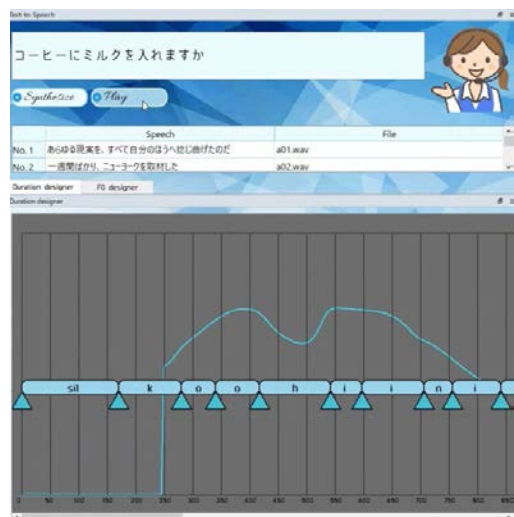 Text-to-Speech
コーヒーにミルクを入れますか
Synthetize
Play
Speech File
No. 1 あらゆる現実を、すべて自分のほうへ捻じ曲げたのだ a01.wav
No. 2 一週間ばかり、ニューヨークを取材した a02.wav
Duration designer F0 designer
Duration designer
sil k o o h i i n i
0 50 100 150 200 250 300 350 400 450 500 550 600 650 700 750 800 850